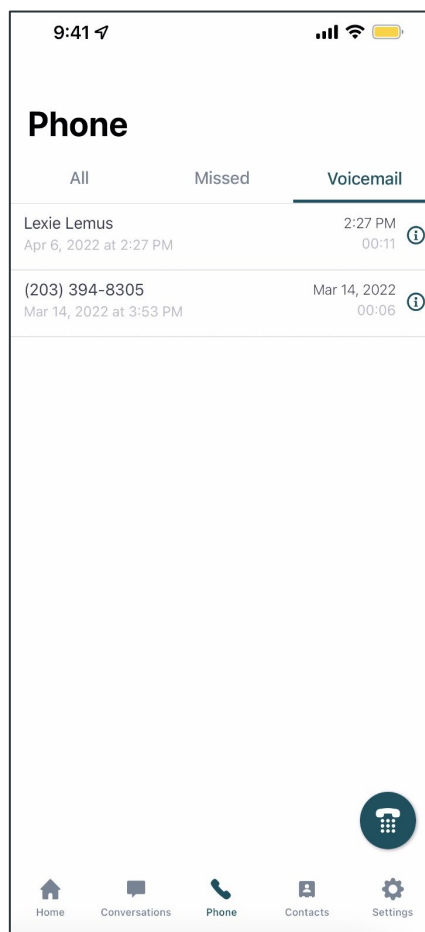 9:41
Phone
All Missed Voicemail
Lexie Lemus 2:27 PM
Apr 6, 2022 at 2:27 PM 00:11
(203) 394-8305 Mar 14, 2022
Mar 14, 2022 at 3:53 PM 00:06
Home Conversations Phone Contacts Settings